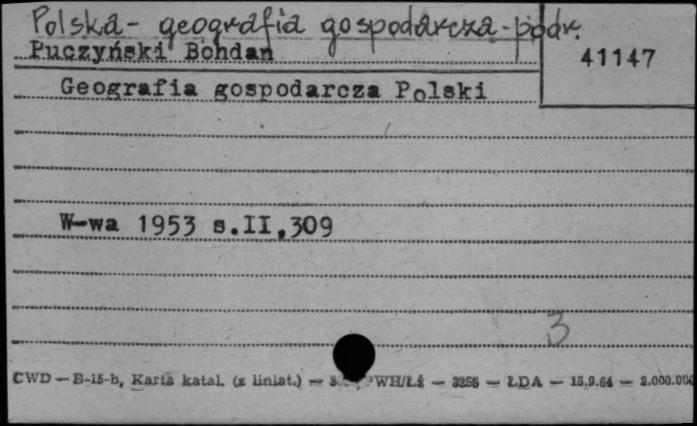 Polska - geografia gospodarcza - podr.
Puczyński Bohdan
41147
Geografia gospodarcza Polski
W-wa 1953 s.II,309
3
CWD — B-15-b, Karta katal. (z liniat.) — WH/Łż — 3256 — ŁDA — 15.9.64 — 2.000.000